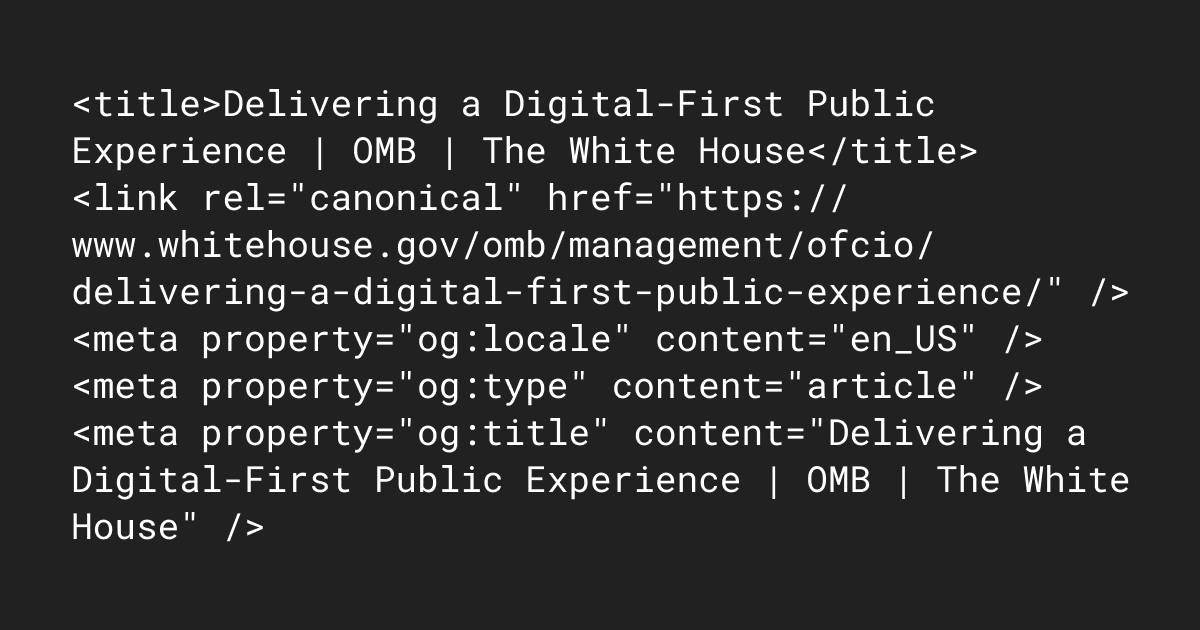 <title>Delivering a Digital-First Public
Experience | OMB | The White House</title>
<link rel="canonical" href="https://
www.whitehouse.gov/omb/management/ofcio/
delivering-a-digital-first-public-experience/" />
<meta property="og:locale" content="en_US" />
<meta property="og:type" content="article" />
<meta property="og:title" content="Delivering a
Digital-First Public Experience | OMB | The White
House" />